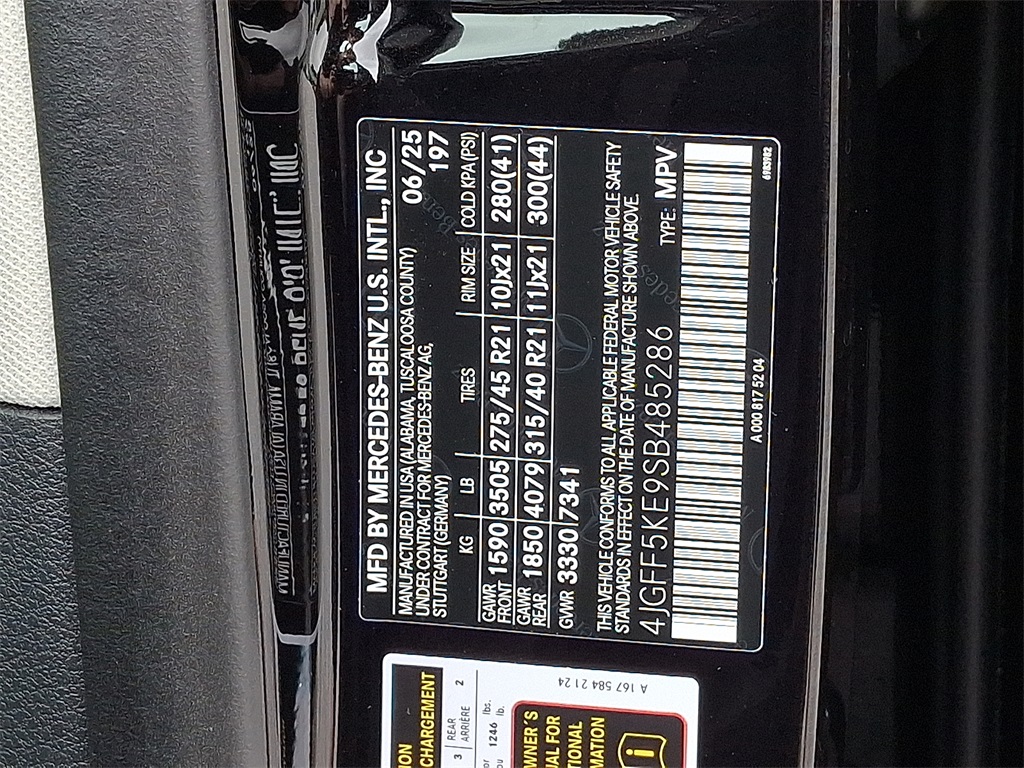 MFD BY MERCEDES-BENZ U.S. INTL., INC
MANUFACTURED IN USA (ALABAMA, TUSCALOOSA COUNTY) 06/25
UNDER CONTRACT FOR MERCEDES-BENZ AG, 197
STUTTGART (GERMANY)
KG LB TIRES RIM SIZE COLD KPA (PSI)
GAWR FRONT 1590 3505 275/45 R21 10Jx21 280(41)
GAWR REAR 1850 4079 315/40 R21 11Jx21 300(44)
GVWR 3330 7341
THIS VEHICLE CONFORMS TO ALL APPLICABLE FEDERAL MOTOR VEHICLE SAFETY
STANDARDS IN EFFECT ON THE DATE OF MANUFACTURE SHOWN ABOVE.
4JGFF5KE9SB485286 TYPE: MPV
A 000 817 52 04 6983982
CHARGEMENT
3 REAR 2
ARRIÈRE
1246 lbs.
lb.
A 167 584 21 24